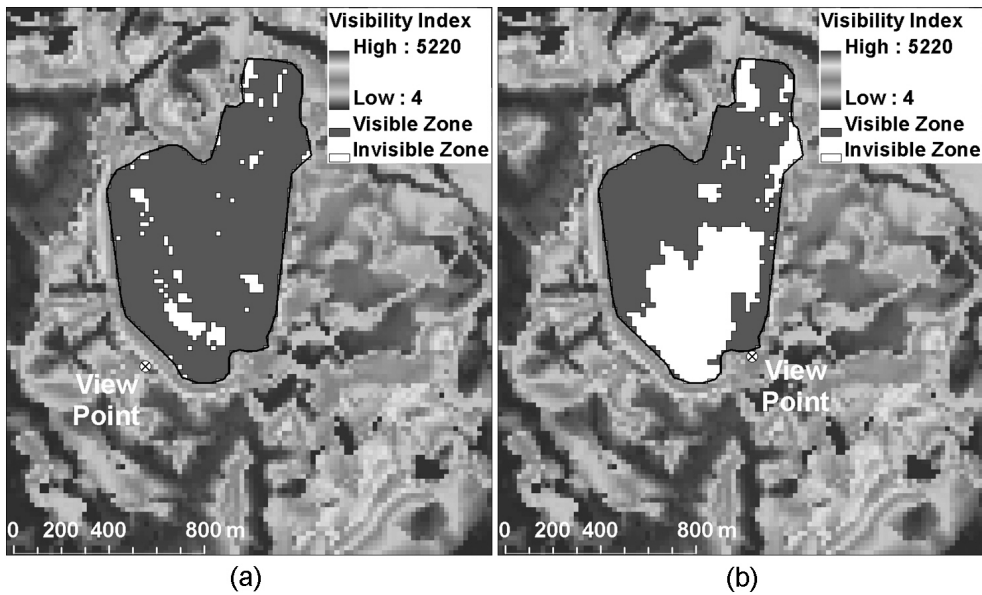 Visibility Index
High : 5220
Low : 4
Visible Zone
Invisible Zone
View
Point
0 200 400 800 m
(a)
Visibility Index
High : 5220
Low : 4
Visible Zone
Invisible Zone
View
Point
0 200 400 800 m
(b)